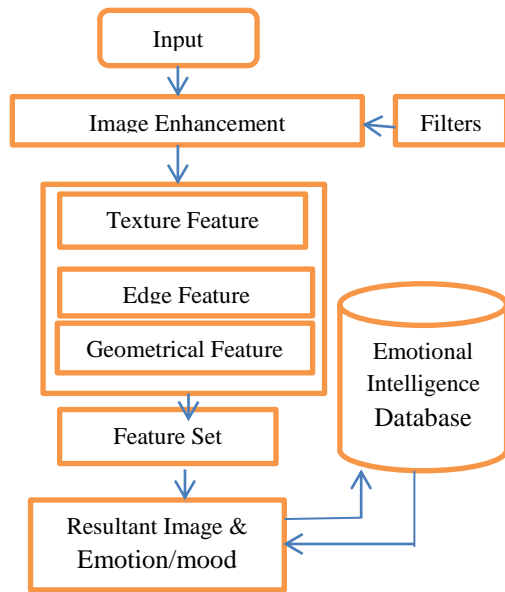 Input
Image Enhancement
Filters
Texture Feature
Edge Feature
Geometrical Feature
Emotional
Intelligence
Database
Feature Set
Resultant Image &
Emotion/mood